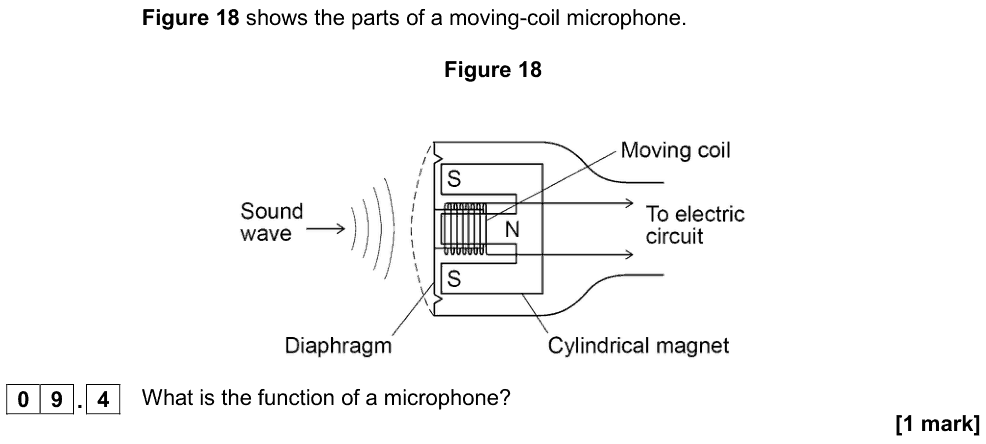 Figure 18 shows the parts of a moving-coil microphone.
Figure 18
Moving coil
S
Sound
wave
N
To electric
circuit
S
Diaphragm
Cylindrical magnet
0 9 . 4 What is the function of a microphone?
[1 mark]